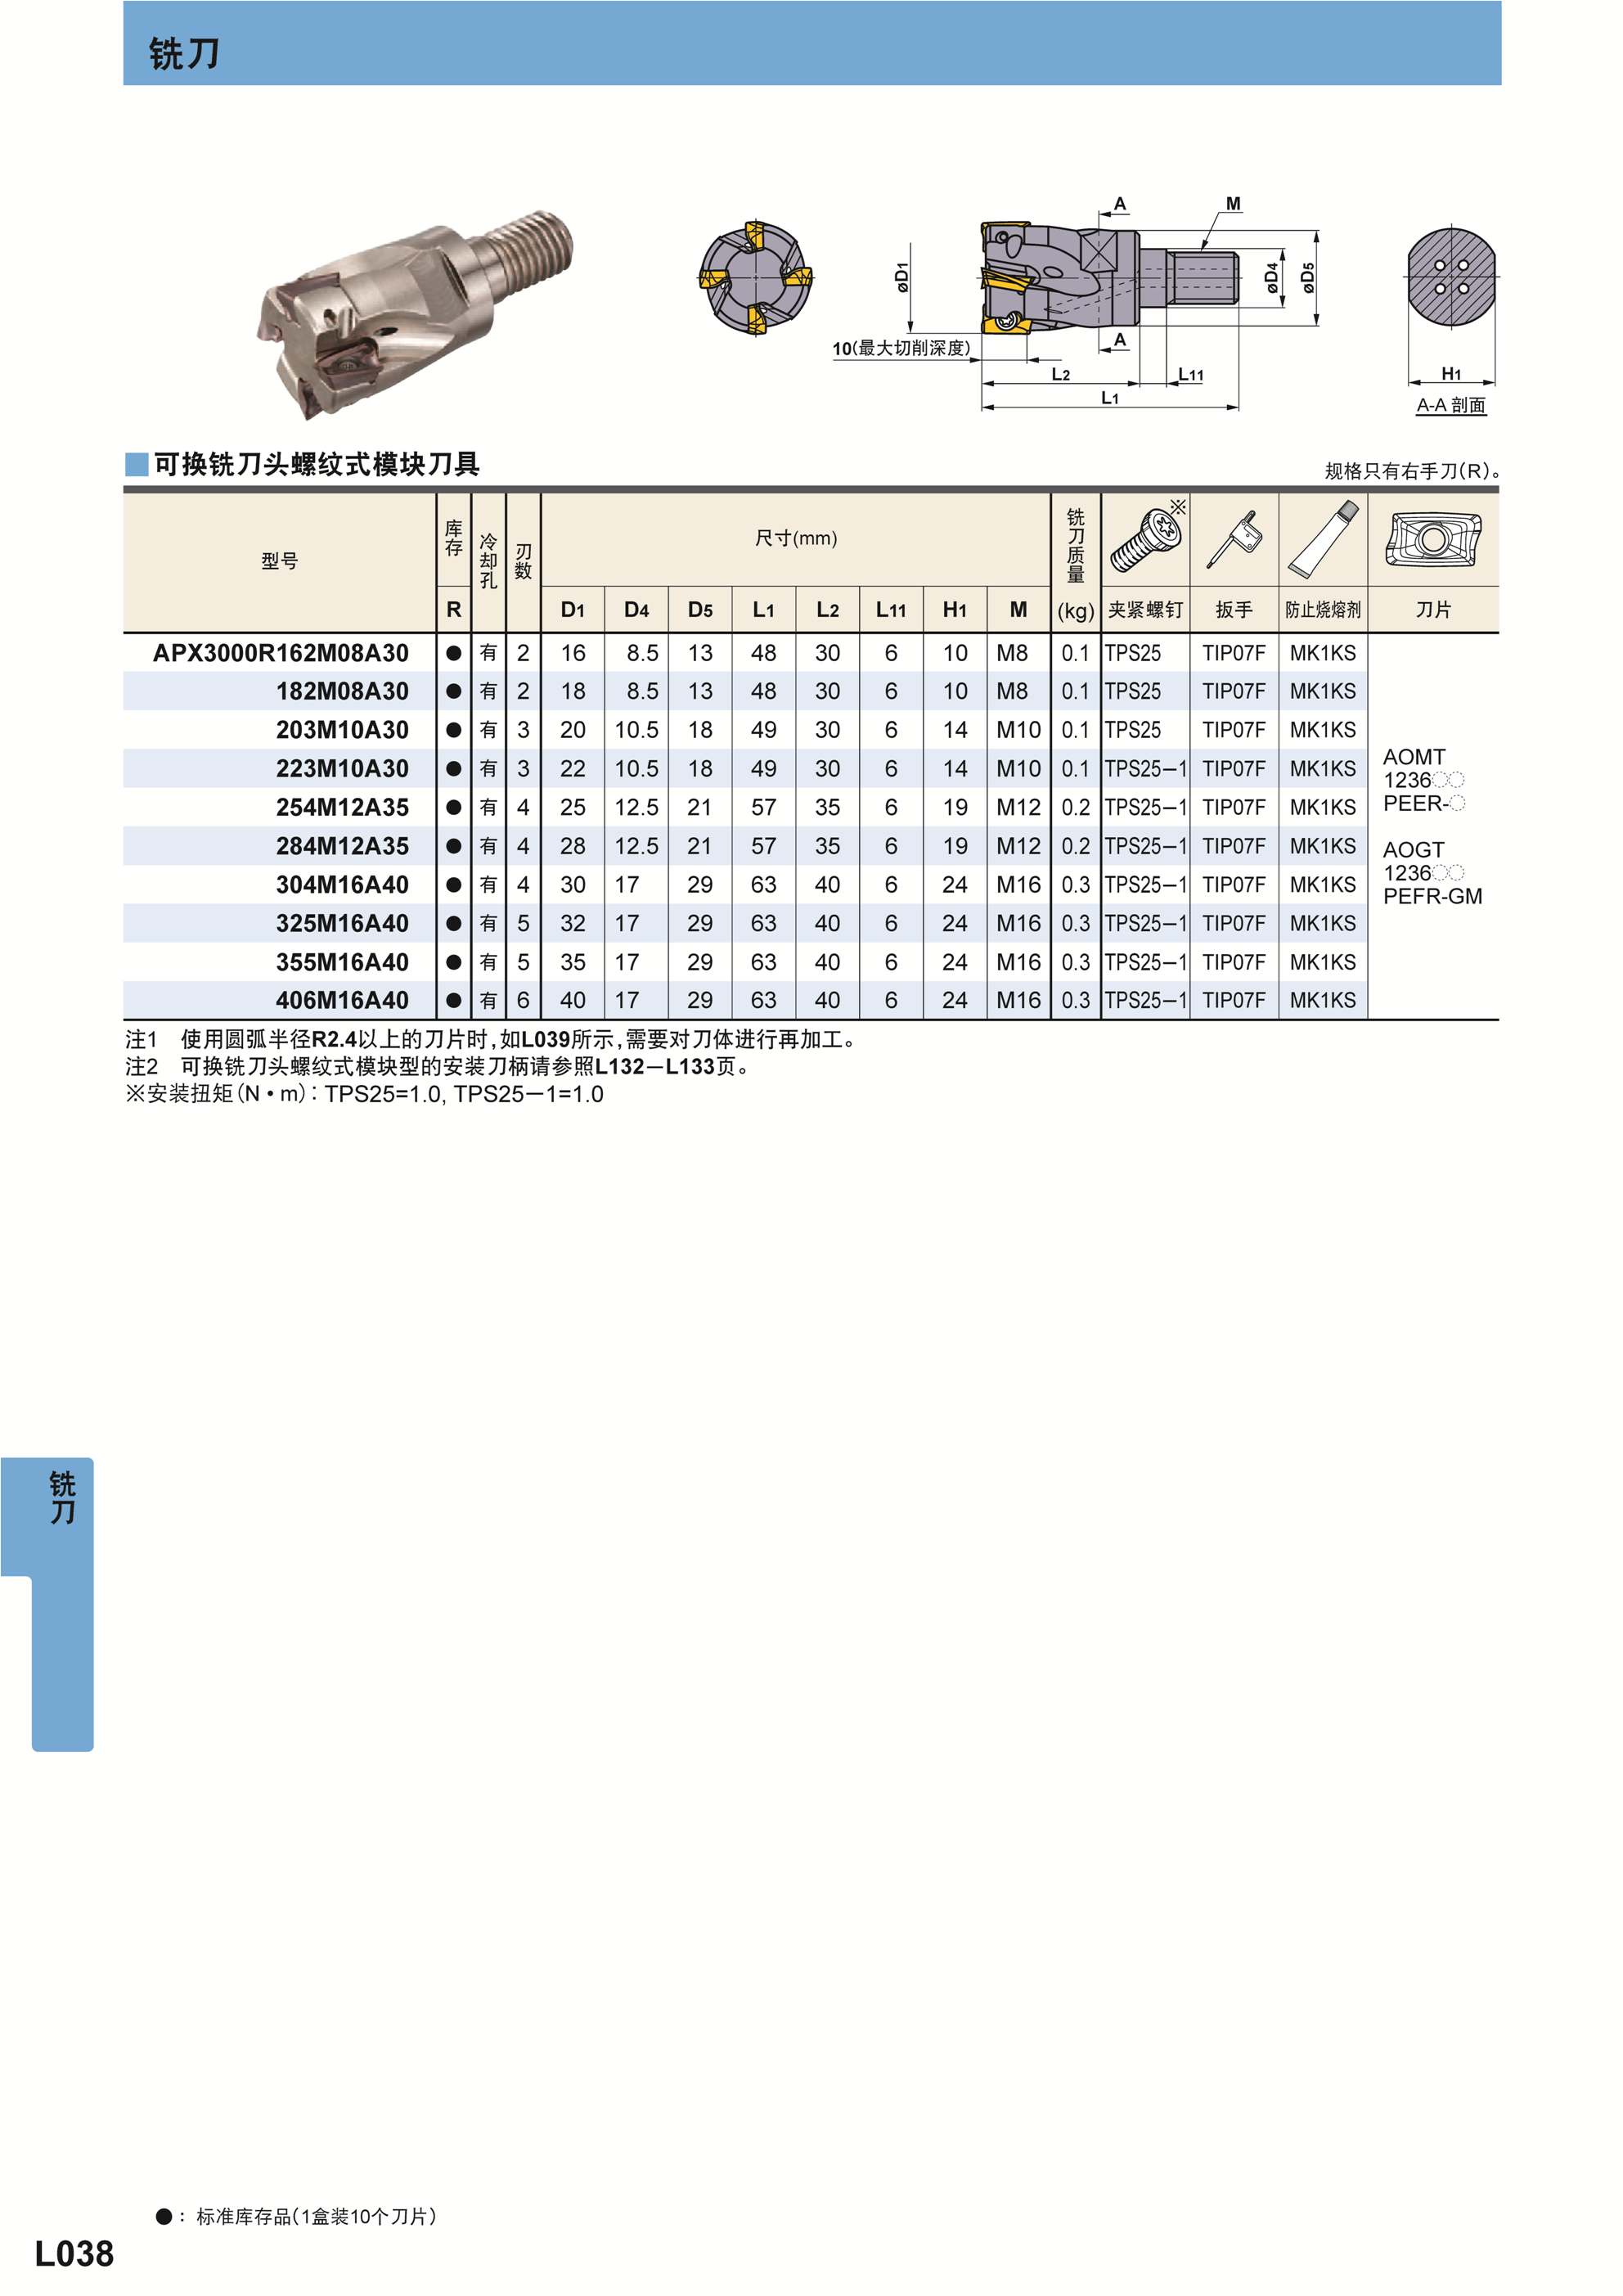 铣刀
A
M
øD1
øD4
øD5
10(最大切削深度)
A
L2
L11
L1
H1
A-A 剖面
■可换铣刀头螺纹式模块刀具
规格只有右手刀(R)。
型号 库存 冷却孔 刃数 尺寸(mm) 铣刀质量 ※
R D1 D4 D5 L1 L2 L11 H1 M (kg) 夹紧螺钉 扳手 防止烧熔剂 刀片
APX3000R162M08A30 ● 有 2 16 8.5 13 48 30 6 10 M8 0.1 TPS25 TIP07F MK1KS
182M08A30 ● 有 2 18 8.5 13 48 30 6 10 M8 0.1 TPS25 TIP07F MK1KS
203M10A30 ● 有 3 20 10.5 18 49 30 6 14 M10 0.1 TPS25 TIP07F MK1KS
223M10A30 ● 有 3 22 10.5 18 49 30 6 14 M10 0.1 TPS25−1 TIP07F MK1KS
254M12A35 ● 有 4 25 12.5 21 57 35 6 19 M12 0.2 TPS25−1 TIP07F MK1KS
284M12A35 ● 有 4 28 12.5 21 57 35 6 19 M12 0.2 TPS25−1 TIP07F MK1KS
304M16A40 ● 有 4 30 17 29 63 40 6 24 M16 0.3 TPS25−1 TIP07F MK1KS
325M16A40 ● 有 5 32 17 29 63 40 6 24 M16 0.3 TPS25−1 TIP07F MK1KS
355M16A40 ● 有 5 35 17 29 63 40 6 24 M16 0.3 TPS25−1 TIP07F MK1KS
406M16A40 ● 有 6 40 17 29 63 40 6 24 M16 0.3 TPS25−1 TIP07F MK1KS
AOMT
1236○○
PEER-○
AOGT
1236○○
PEFR-GM
注1 使用圆弧半径R2.4以上的刀片时,如L039所示,需要对刀体进行再加工。
注2 可换铣刀头螺纹式模块型的安装刀柄请参照L132−L133页。
※安装扭矩(N・m):TPS25=1.0, TPS25−1=1.0
铣刀
●:标准库存品(1盒装10个刀片)
L038